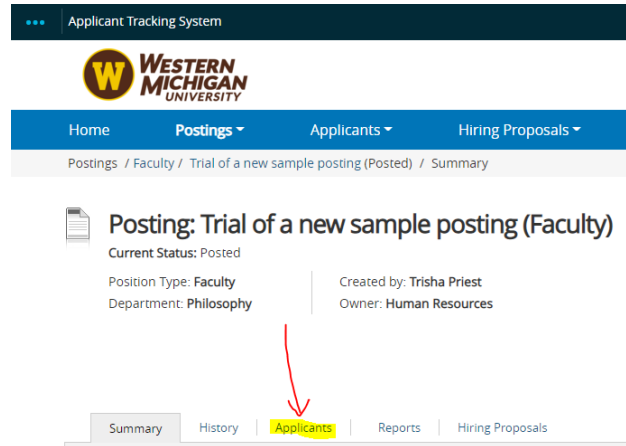 Applicant Tracking System
W WESTERN
MICHIGAN
UNIVERSITY
Home Postings Applicants Hiring Proposals
Postings / Faculty / Trial of a new sample posting (Posted) / Summary
Posting: Trial of a new sample posting (Faculty)
Current Status: Posted
Position Type: Faculty Created by: Trisha Priest
Department: Philosophy Owner: Human Resources
Summary History Applicants Reports Hiring Proposals